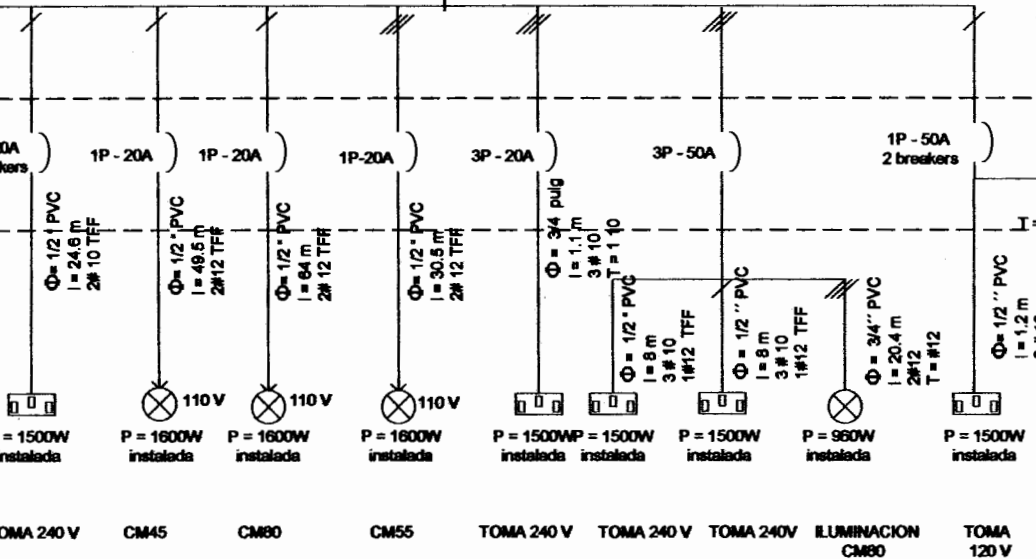 1P - 20A
1P - 20A
1P-20A
3P - 20A
3P - 50A
1P - 50A
2 breakers
Φ= 1/2 " PVC
l = 24.6 m
2# 10 TFF
Φ= 1/2 " PVC
l = 49.5 m
2#12 TFF
Φ= 1/2 " PVC
l = 64 m
2# 12 TFF
Φ= 1/2 " PVC
l = 30.5 m
2# 12 TFF
Φ = 3/4 pulg
l = 1.1 m
3 # 10
T = 1 10
Φ = 1/2 " PVC
l = 8 m
3 # 10
1#12 TFF
Φ = 1/2 '' PVC
l = 8 m
3 # 10
1#12 TFF
Φ = 3/4'' PVC
l = 20.4 m
2#12
T = #12
Φ = 1/2 '' PVC
l = 1.2 m
110 V
110 V
110 V
= 1500W
instalada
P = 1600W
instalada
P = 1600W
instalada
P = 1600W
instalada
P = 1500W
instalada
P = 1500W
instalada
P = 1500W
instalada
P = 960W
instalada
P = 1500W
instalada
TOMA 240 V
CM45
CM80
CM55
TOMA 240 V
TOMA 240 V
TOMA 240V
ILUMINACION
CM80
TOMA
120 V